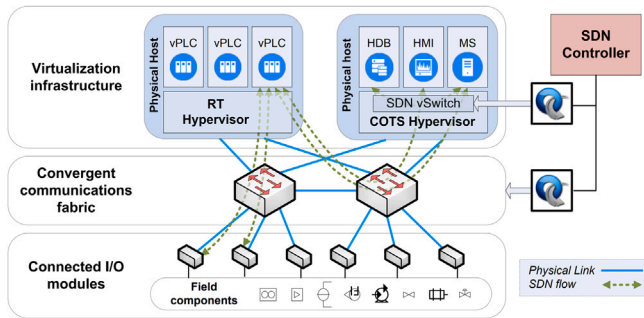 Virtualization
infrastructure
Physical Host
vPLC
vPLC
vPLC
RT
Hypervisor
Physical host
HDB
HMI
MS
SDN vSwitch
COTS Hypervisor
SDN
Controller
Convergent
communications
fabric
Connected I/O
modules
Field
components
Physical Link
SDN flow